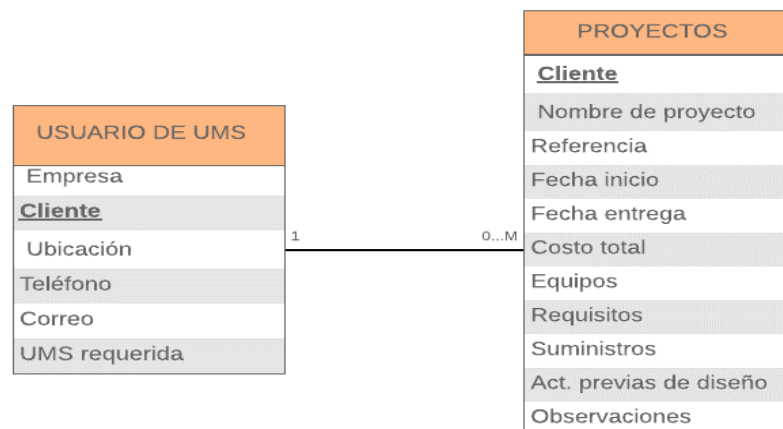 USUARIO DE UMS
Empresa
Cliente
Ubicación
Teléfono
Correo
UMS requerida
1
0...M
PROYECTOS
Cliente
Nombre de proyecto
Referencia
Fecha inicio
Fecha entrega
Costo total
Equipos
Requisitos
Suministros
Act. previas de diseño
Observaciones